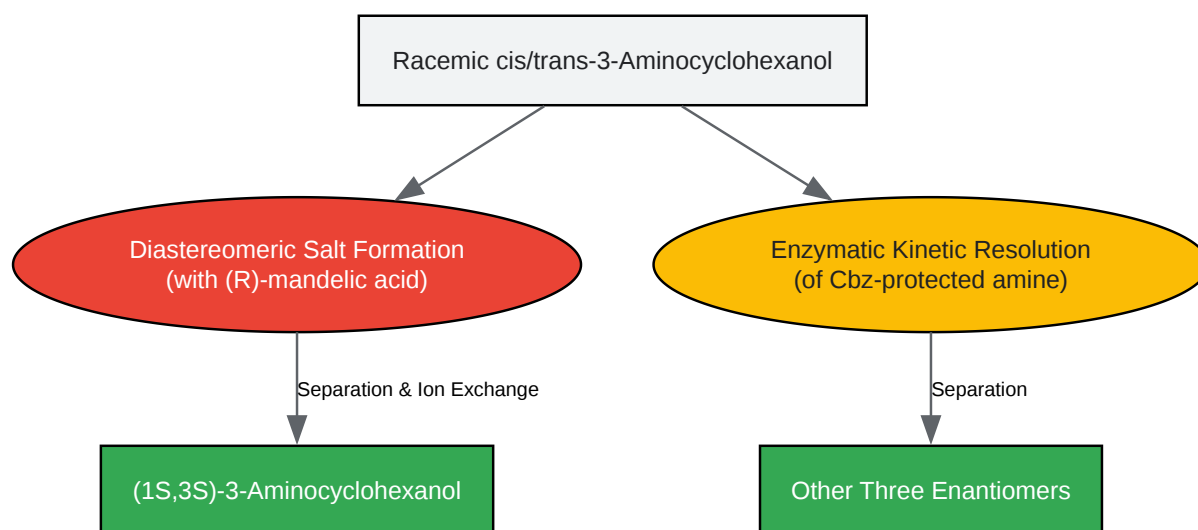 Racemic cis/trans-3-Aminocyclohexanol
Diastereomeric Salt Formation
(with (R)-mandelic acid)
Enzymatic Kinetic Resolution
(of Cbz-protected amine)
Separation & Ion Exchange
Separation
(1S,3S)-3-Aminocyclohexanol
Other Three Enantiomers